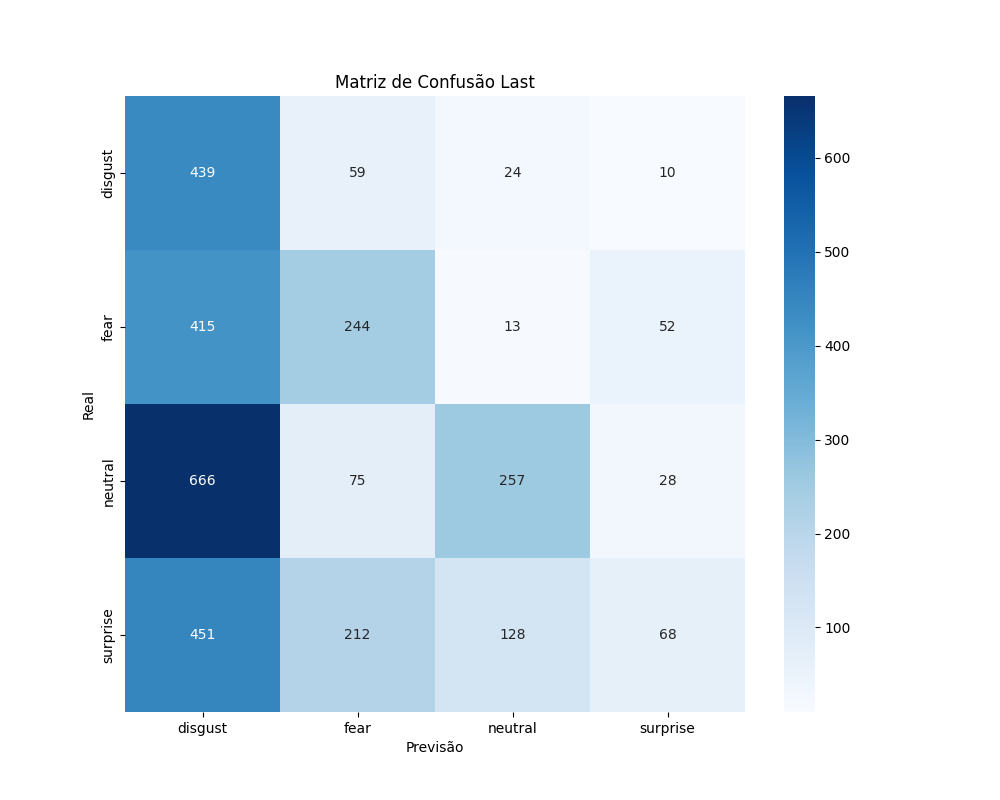 Matriz de Confusão Last
disgust 439 59 24 10
fear 415 244 13 52
neutral 666 75 257 28
surprise 451 212 128 68
disgust fear neutral surprise
Previsão
Real
600
500
400
300
200
100